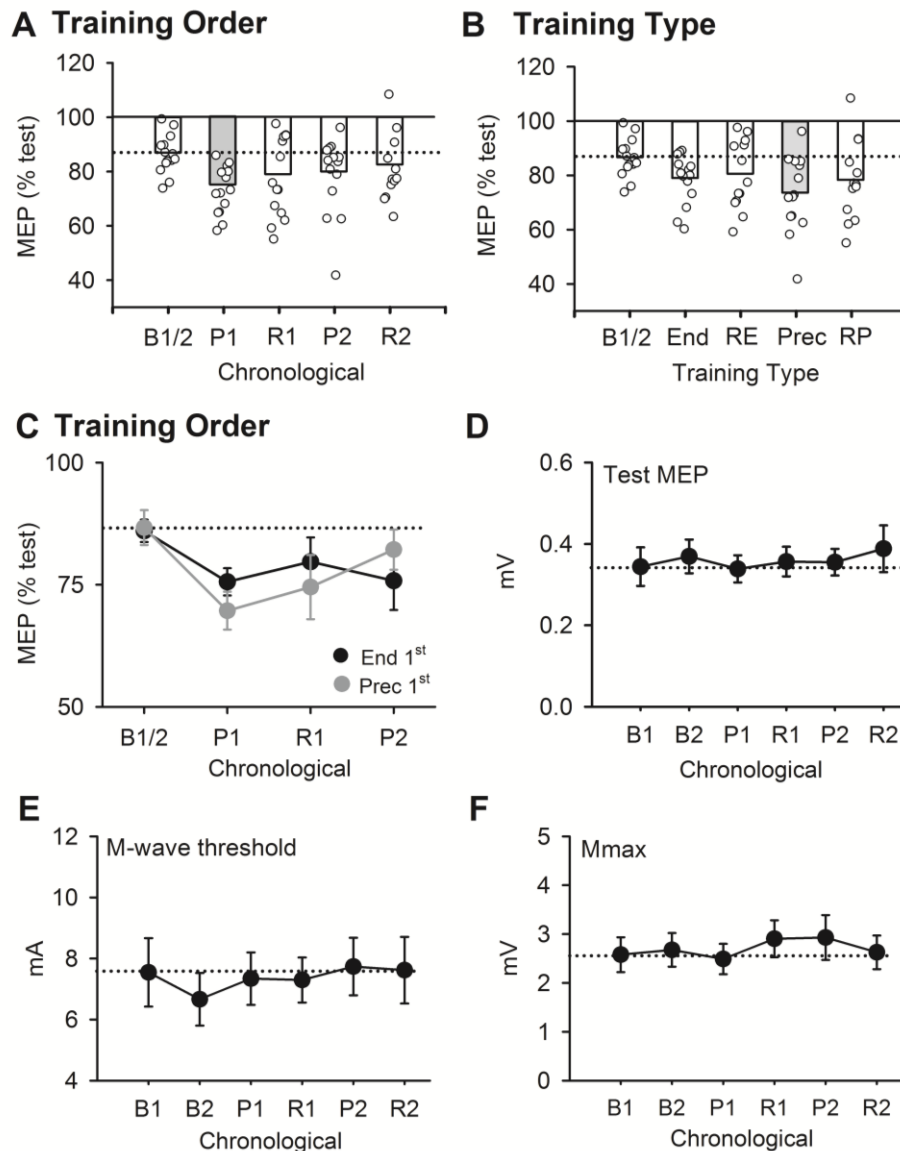 A Training Order
B Training Type
120
100
80
60
40
MEP (% test)
B1/2 P1 R1 P2 R2
Chronological
120
100
80
60
40
MEP (% test)
B1/2 End RE Prec RP
Training Type
C Training Order
D
100
75
50
MEP (% test)
End 1st
Prec 1st
B1/2 P1 R1 P2
Chronological
0.6
0.4
0.2
0.0
mV
Test MEP
B1 B2 P1 R1 P2 R2
Chronological
E
F
12
10
8
6
4
mA
M-wave threshold
B1 B2 P1 R1 P2 R2
Chronological
5
4
3
2
1
0
mV
Mmax
B1 B2 P1 R1 P2 R2
Chronological